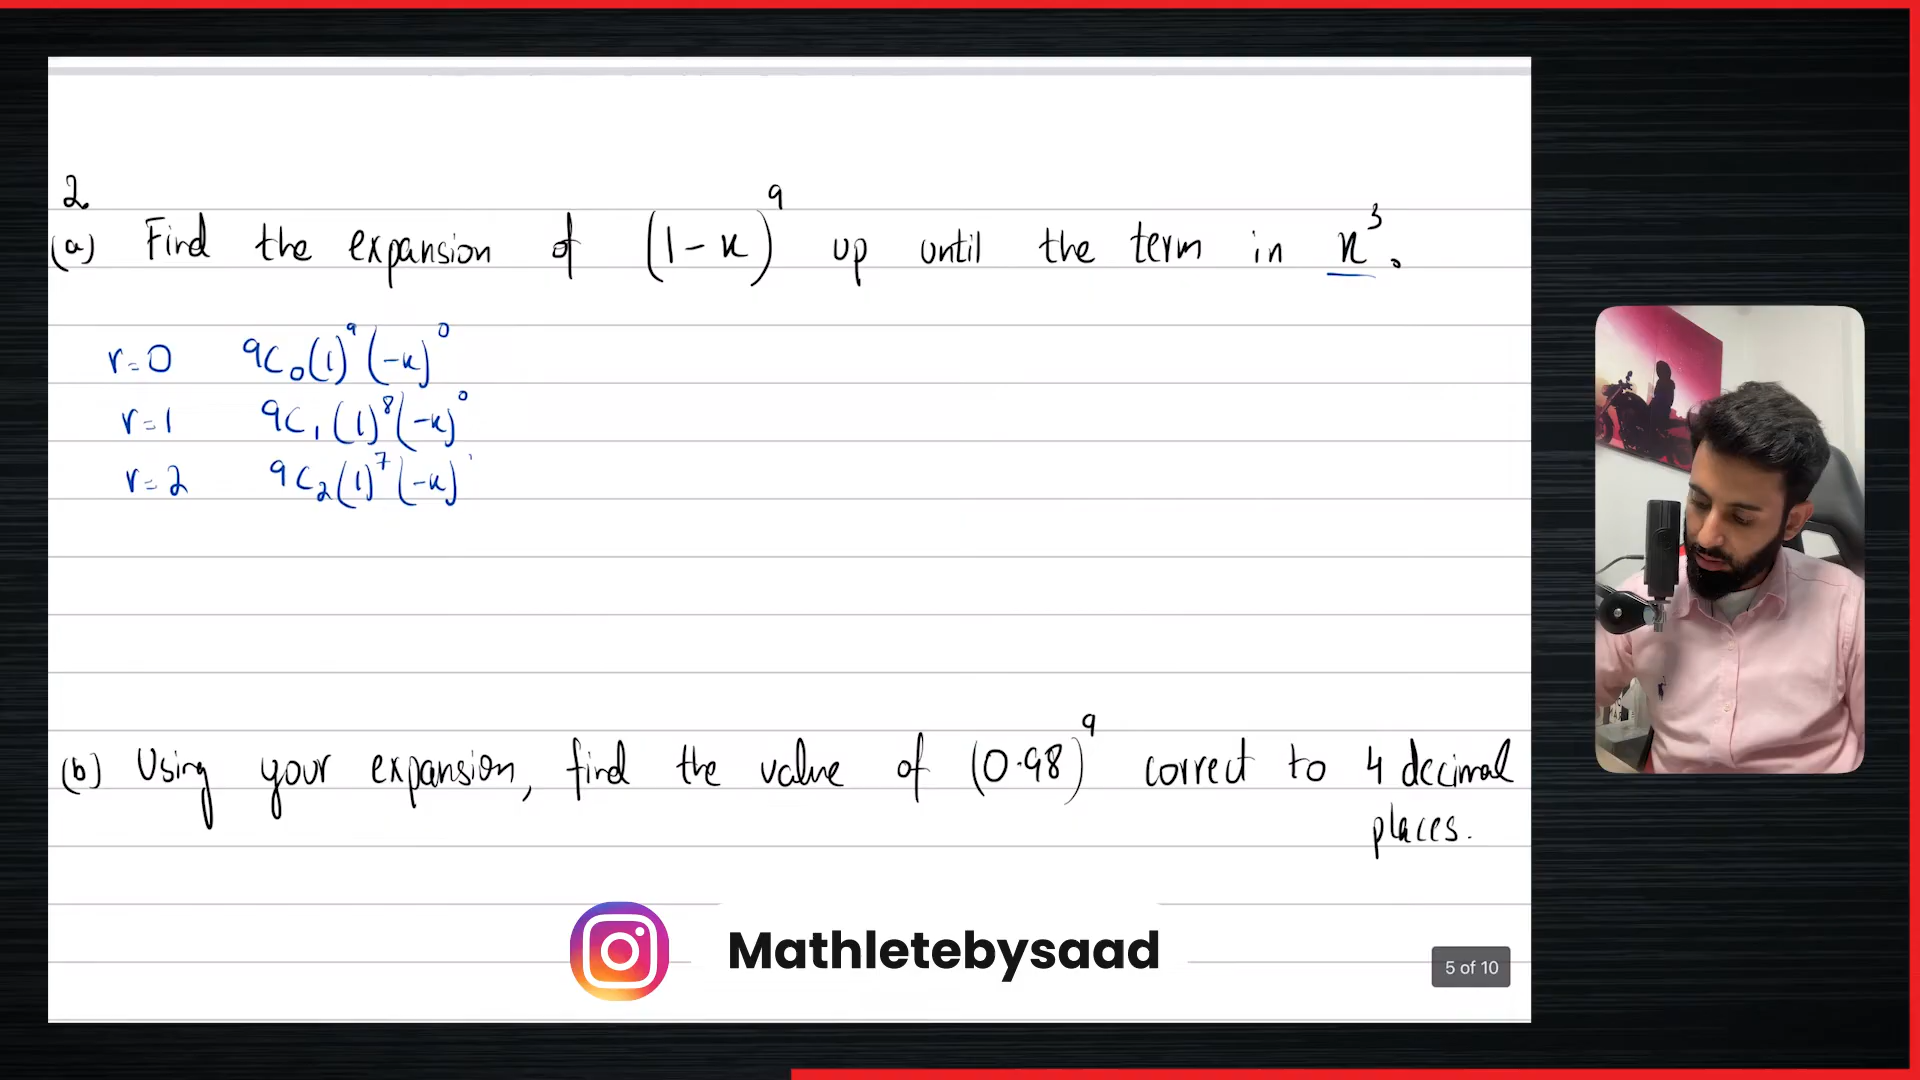 2
(a) Find the expansion of (1-x)⁹ up until the term in x³.
r=0 9C₀(1)⁹(-x)⁰
r=1 9C₁(1)⁸(-x)⁰
r=2 9C₂(1)⁷(-x)
(b) Using your expansion, find the value of (0.98)⁹ correct to 4 decimal
places.
Mathletebysaad
5 of 10